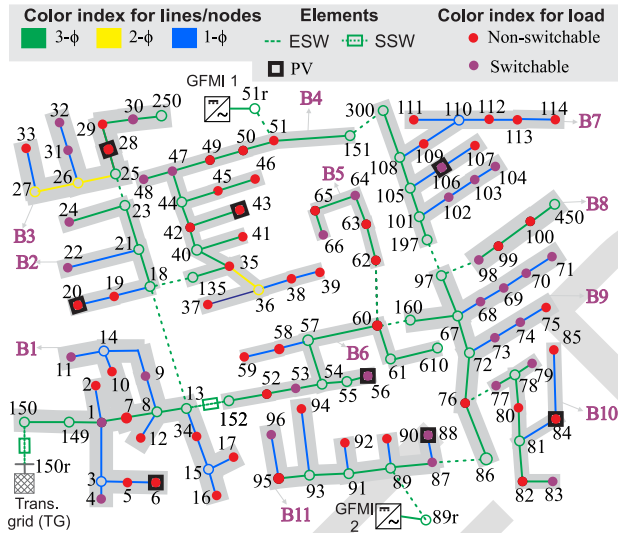 Color index for lines/nodes Elements Color index for load
3-ϕ 2-ϕ 1-ϕ ESW SSW Non-switchable
PV Switchable
GFMI 1 51r B4
32 30 250 300 111 110 112 114
33 29 51 B7
31 28 50 151 113
49 109 107
26 25 47 46 108
27 48 45 B5 64 106 104
23 44 43 65 105 103
24 101 102 B8
B3 42 63 450
22 21 41 66 197 100
B2 40 62 99
18 35 97 98 71
20 19 135 39 70
38 160 69 B9
37 36 60 67 68 75
B1 14 58 57 74 85
11 59 B6 61 610 72 73
9 54 79
2 10 13 53 56 78
150 8 52 55 76 77
1 7 152 B10
94 80 84
149 12 34 17 96 92 90 88 81
150r 3 15
5 6 95 93 91 89 87 86
4 16 82 83
Trans.
grid (TG) B11 GFMI
2 89r